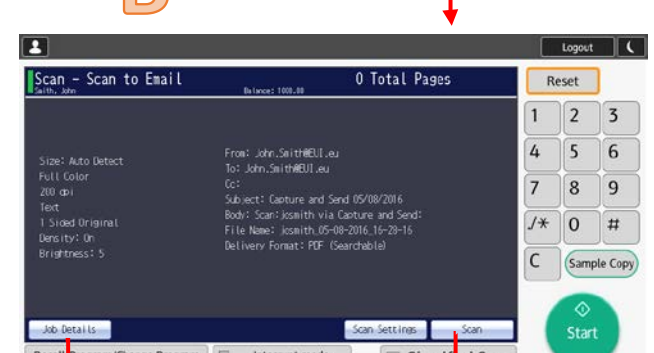 B
Logout
Scan - Scan to Email
0 Total Pages
Smith, John
Balance: 1000.00
Reset
1 2 3
4 5 6
7 8 9
./* 0 #
C Sample Copy
Start
Size: Auto Detect
Full Color
200 dpi
Text
1 Sided Original
Density: On
Brightness: 5
From: John.Smith@EUI.eu
To: John.Smith@EUI.eu
Cc:
Subject: Capture and Send 05/08/2016
Body: Scan:josmith via Capture and Send:
File Name: josmith_05-08-2016_16-28-16
Delivery Format: PDF (Searchable)
Job Details
Scan Settings
Scan